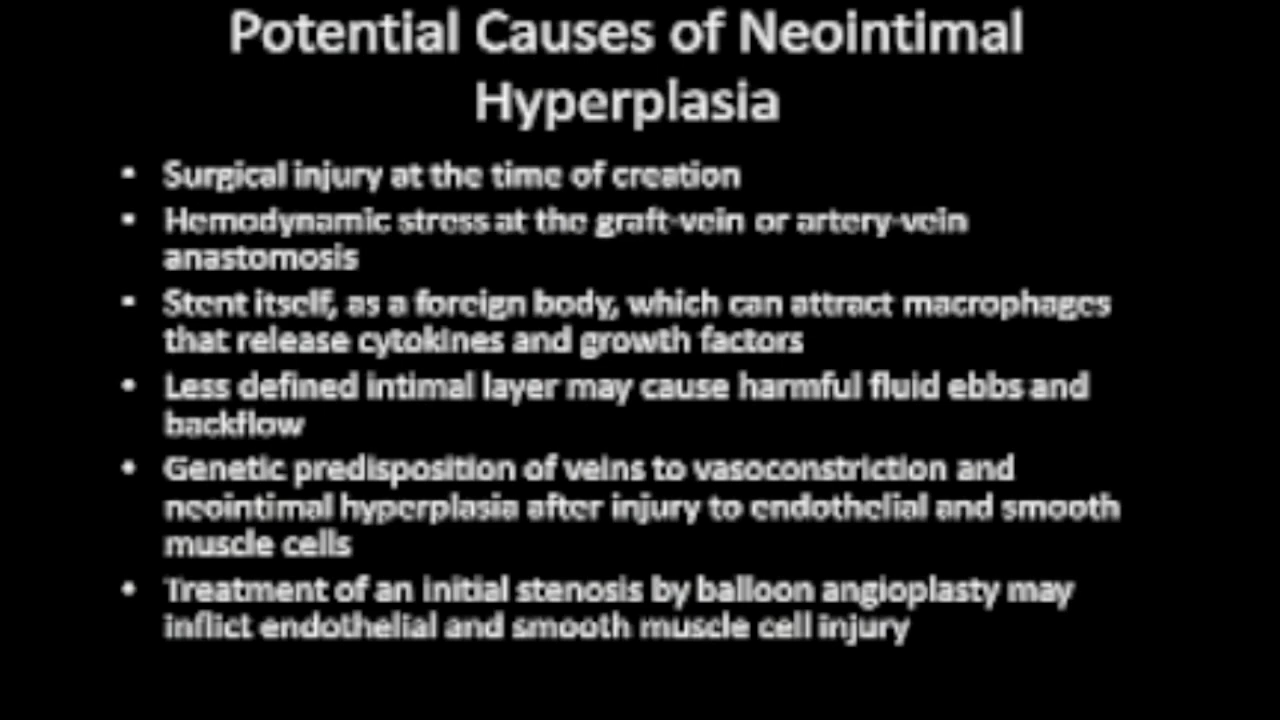 Potential Causes of Neointimal
Hyperplasia
▪ Surgical injury at the time of creation
▪ Hemodynamic stress at the graft-vein or artery-vein
anastomosis
▪ Stent itself, as a foreign body, which can attract macrophages
that release cytokines and growth factors
• Less defined intimal layer may cause harmful fluid ebbs and
backflow
• Genetic predisposition of veins to vasoconstriction and
neointimal hyperplasia after injury to endothelial and smooth
muscle cells
• Treatment of an initial stenosis by balloon angioplasty may
inflict endothelial and smooth muscle cell injury